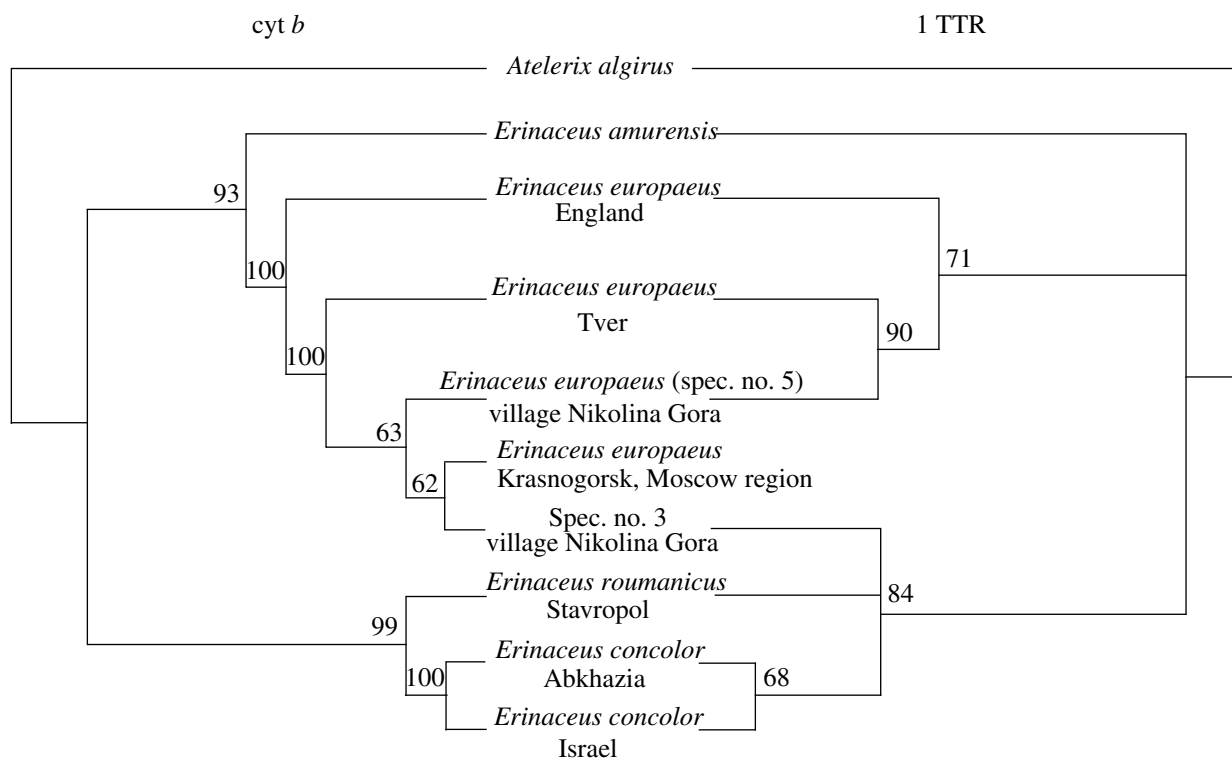 cyt b
1 TTR
Atelerix algirus
Erinaceus amurensis
93
Erinaceus europaeus
England
71
100
Erinaceus europaeus
Tver
90
100
Erinaceus europaeus (spec. no. 5)
village Nikolina Gora
63
Erinaceus europaeus
Krasnogorsk, Moscow region
62
Spec. no. 3
village Nikolina Gora
Erinaceus roumanicus
Stavropol
84
99
Erinaceus concolor
Abkhazia
100
68
Erinaceus concolor
Israel